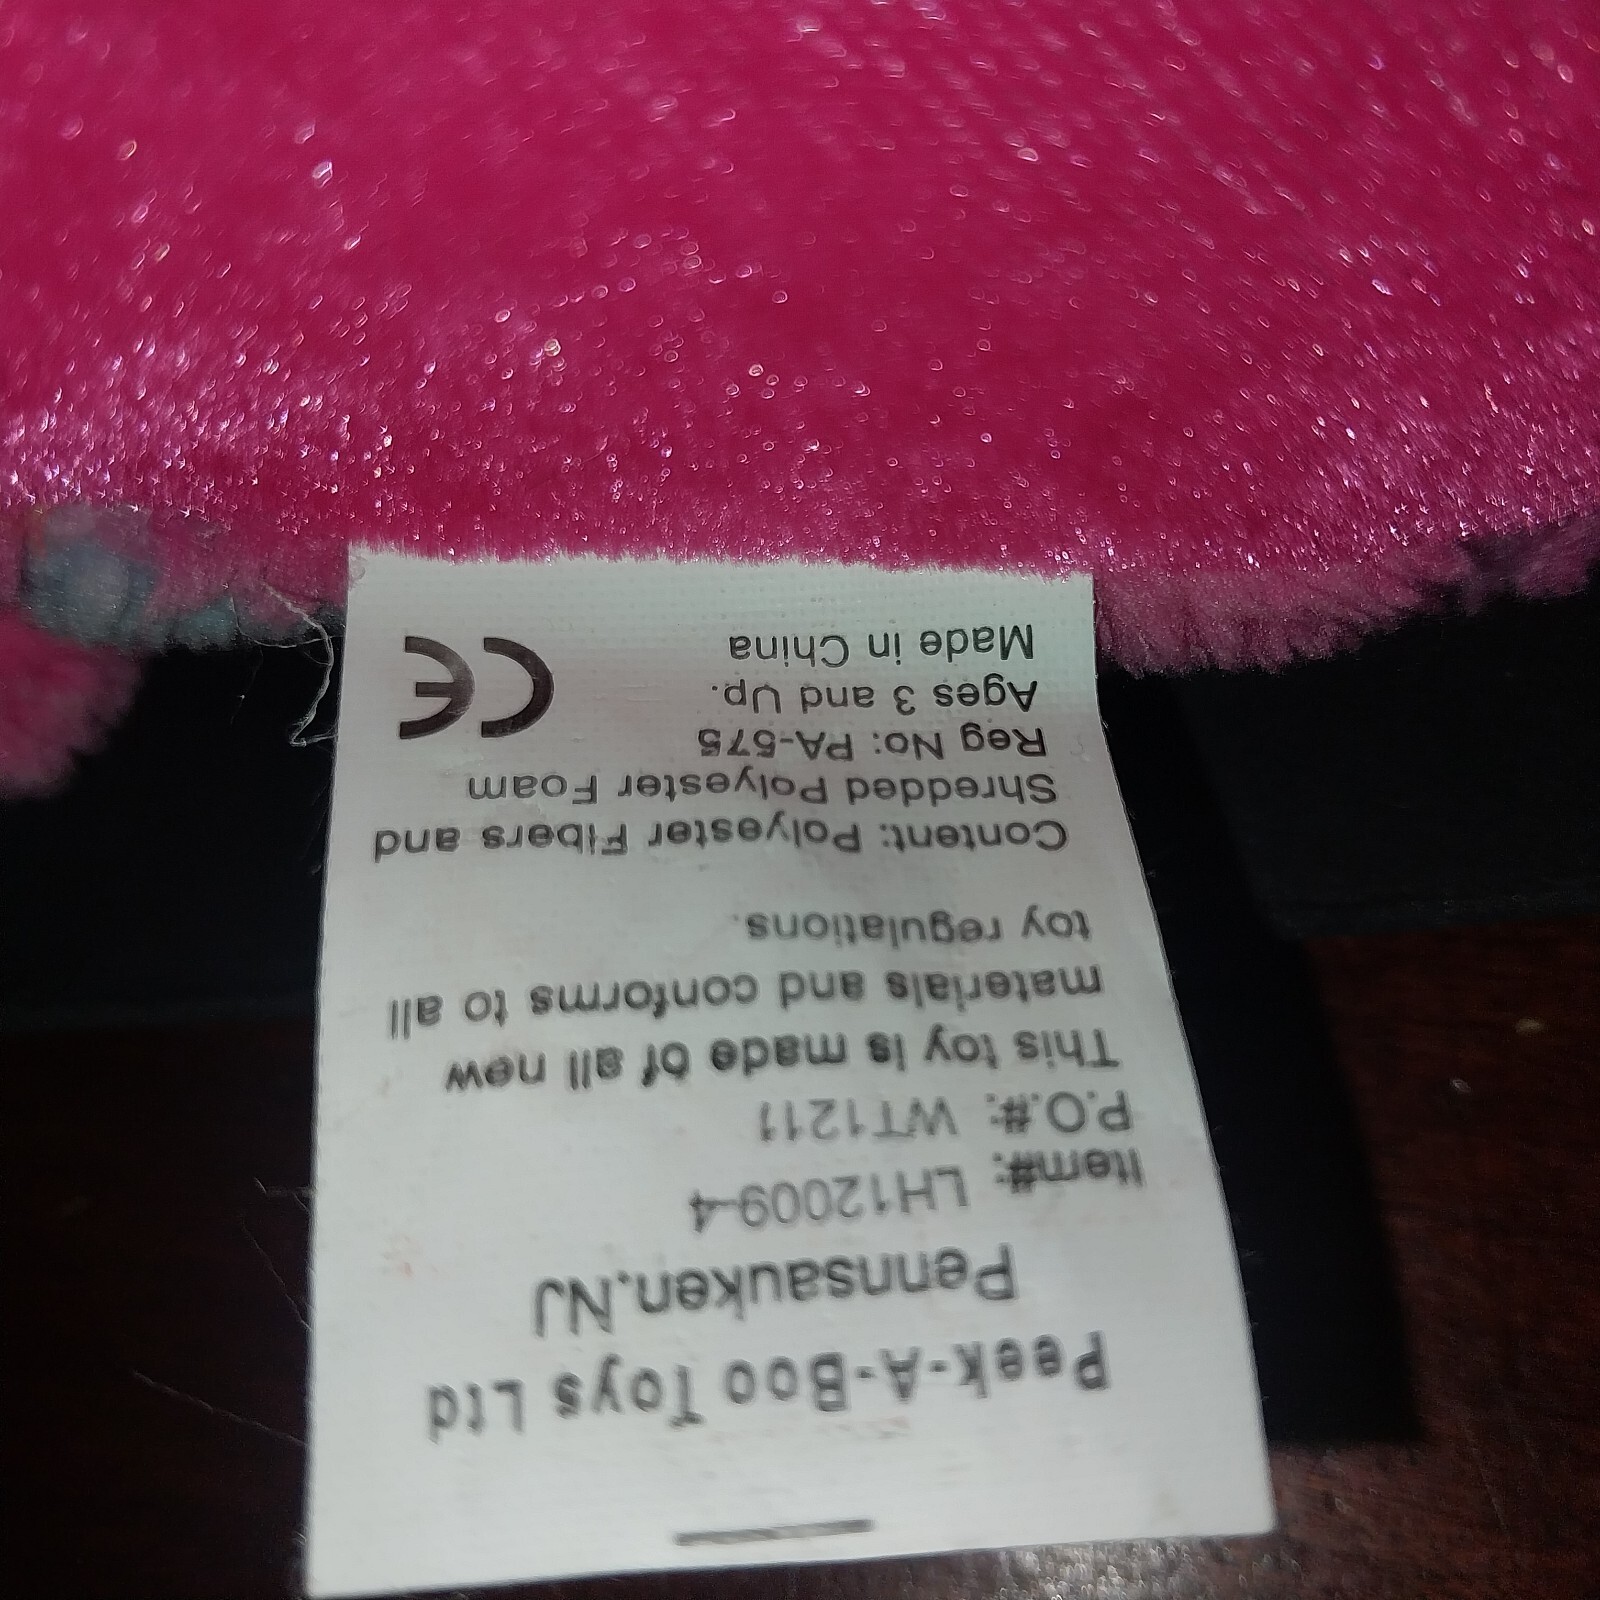 Peek-A-Boo Toys Ltd
Pennsauken.NJ
Item#: LH12009-4
P.O.#: WT1211
This toy is made of all new
materials and conforms to all
toy regulations.
Content: Polyester Fibers and
Shredded Polyester Foam
Reg No: PA-575
Ages 3 and Up.
Made in China
CE